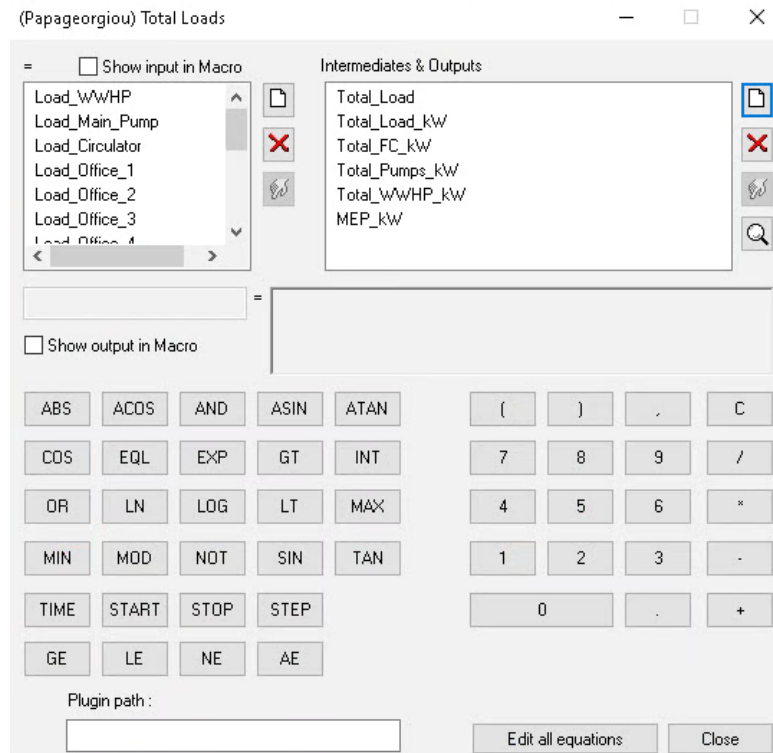 (Papageorgiou) Total Loads
= Show input in Macro Intermediates & Outputs
Load_WWHP
Load_Main_Pump
Load_Circulator
Load_Office_1
Load_Office_2
Load_Office_3
Load_Office_4
Total_Load
Total_Load_kW
Total_FC_kW
Total_Pumps_kW
Total_WWHP_kW
MEP_kW
=
Show output in Macro
ABS ACOS AND ASIN ATAN ( ) , C
COS EQL EXP GT INT 7 8 9 /
OR LN LOG LT MAX 4 5 6 *
MIN MOD NOT SIN TAN 1 2 3 -
TIME START STOP STEP 0 . +
GE LE NE AE
Plugin path :
Edit all equations Close